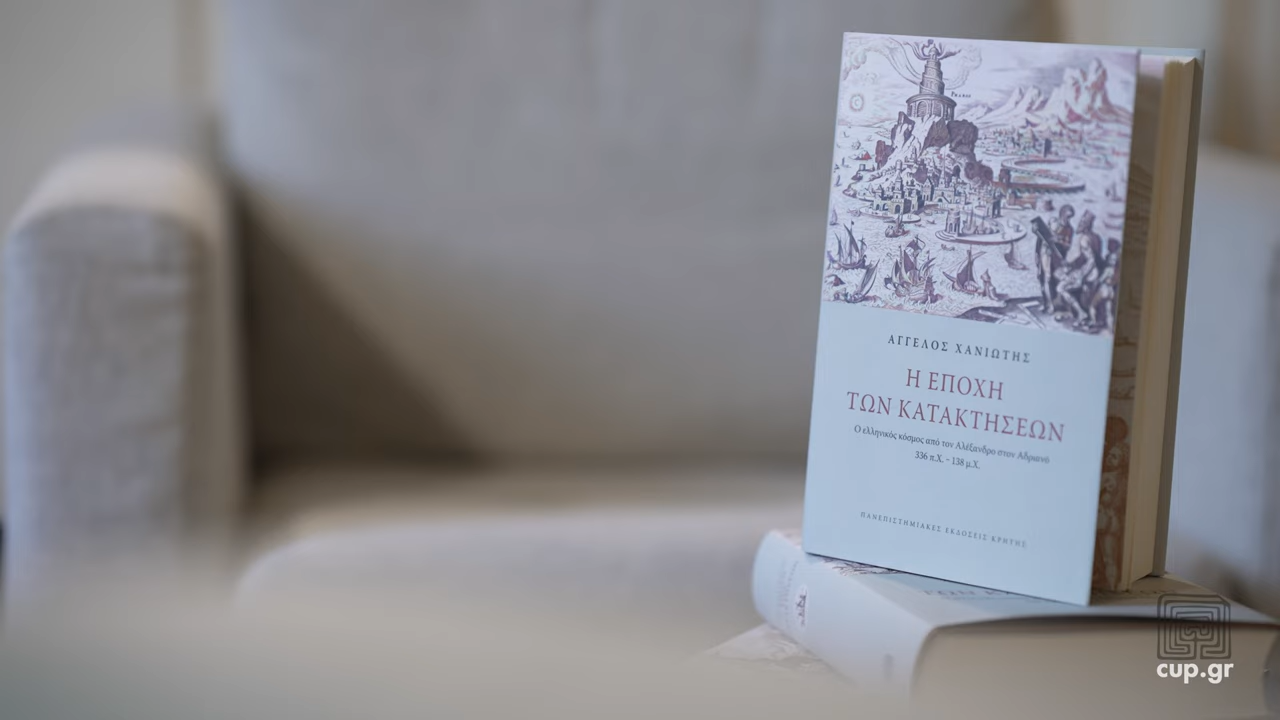 PHAROS
ΑΓΓΕΛΟΣ ΧΑΝΙΩΤΗΣ
Η ΕΠΟΧΗ
ΤΩΝ ΚΑΤΑΚΤΗΣΕΩΝ
Ο ελληνικός κόσμος από τον Αλέξανδρο στον Αδριανό
336 π.Χ. – 138 μ.Χ.
ΠΑΝΕΠΙΣΤΗΜΙΑΚΕΣ ΕΚΔΟΣΕΙΣ ΚΡΗΤΗΣ
cup.gr